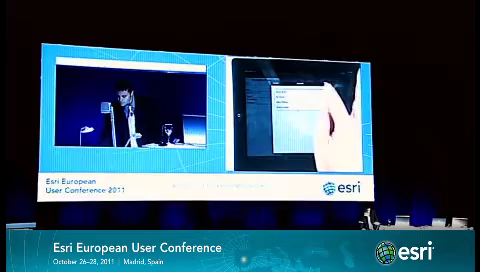 Esri European
User Conference 2011
esri
Esri European User Conference
October 26-28, 2011 | Madrid, Spain
esri